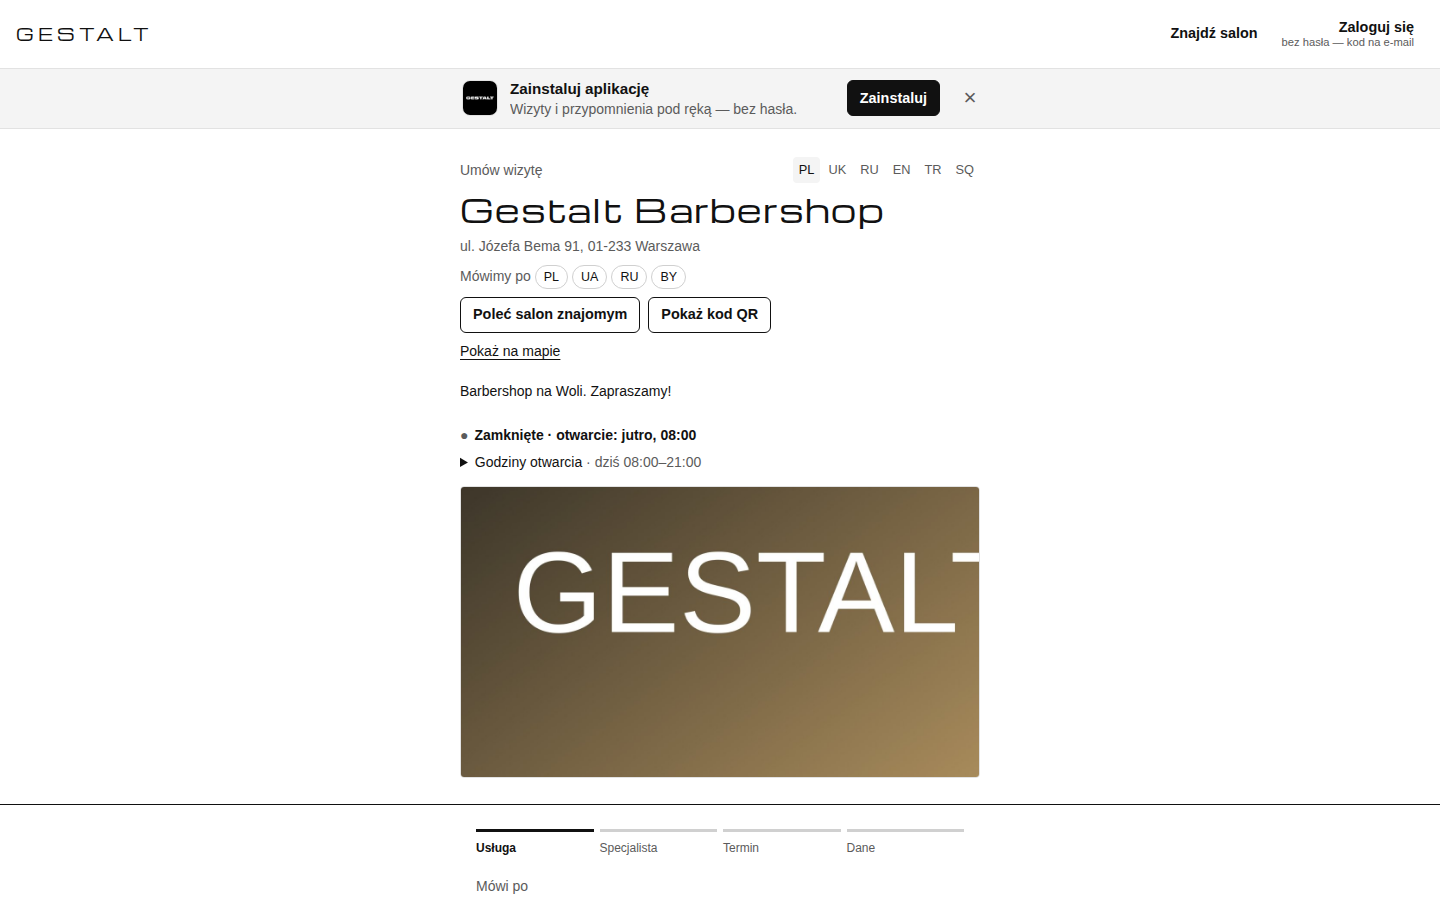 GESTALT
Znajdź salon
Zaloguj się
bez hasła — kod na e-mail
GESTALT
Zainstaluj aplikację
Wizyty i przypomnienia pod ręką — bez hasła.
Zainstaluj
×
Umów wizytę
PL UK RU EN TR SQ
Gestalt Barbershop
ul. Józefa Bema 91, 01-233 Warszawa
Mówimy po PL UA RU BY
Poleć salon znajomym
Pokaż kod QR
Pokaż na mapie
Barbershop na Woli. Zapraszamy!
● Zamknięte · otwarcie: jutro, 08:00
▶ Godziny otwarcia · dziś 08:00–21:00
GESTALT
Usługa
Specjalista
Termin
Dane
Mówi po